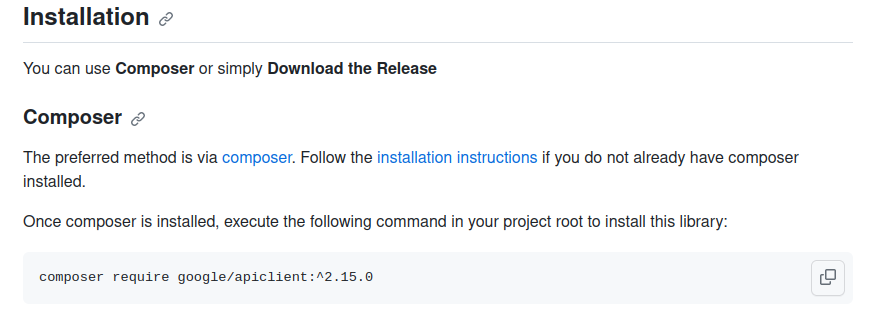 Installation
You can use Composer or simply Download the Release
Composer
The preferred method is via composer. Follow the installation instructions if you do not already have composer
installed.
Once composer is installed, execute the following command in your project root to install this library:
composer require google/apiclient:^2.15.0